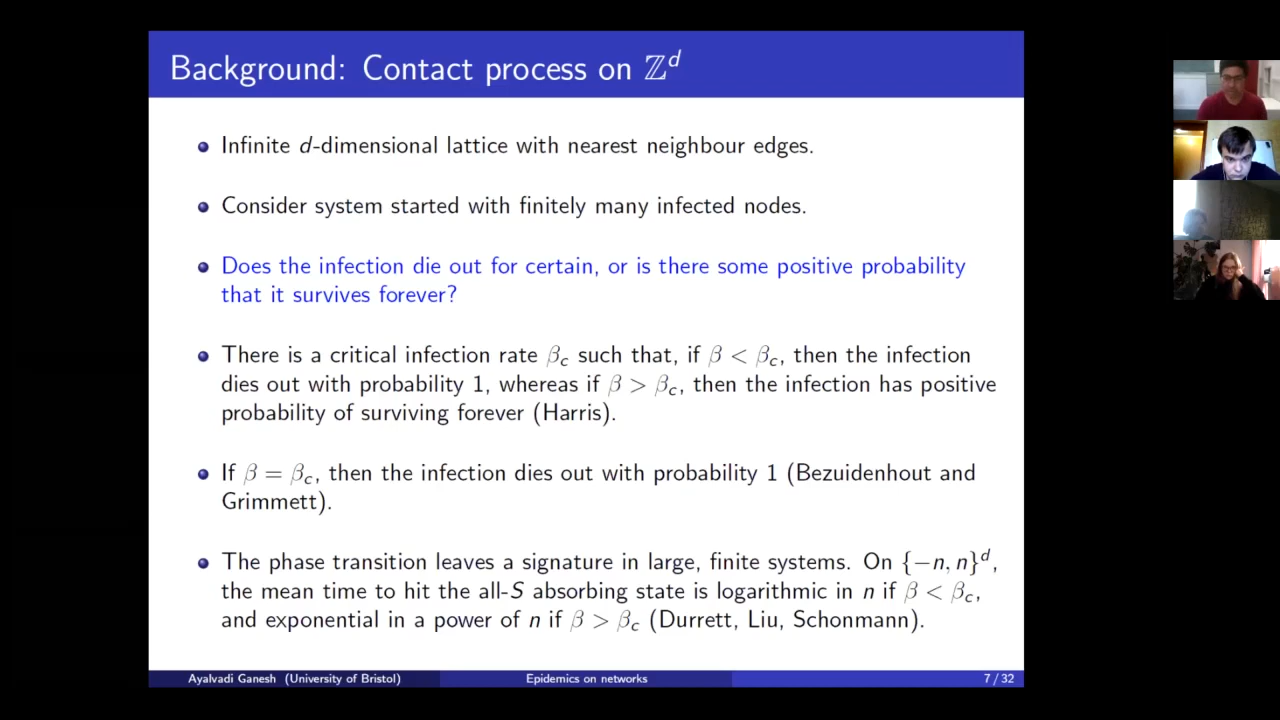 Background: Contact process on ℤᵈ
Infinite d-dimensional lattice with nearest neighbour edges.
Consider system started with finitely many infected nodes.
Does the infection die out for certain, or is there some positive probability
that it survives forever?
There is a critical infection rate β_c such that, if β < β_c, then the infection
dies out with probability 1, whereas if β > β_c, then the infection has positive
probability of surviving forever (Harris).
If β = β_c, then the infection dies out with probability 1 (Bezuidenhout and
Grimmett).
The phase transition leaves a signature in large, finite systems. On {−n, n}ᵈ,
the mean time to hit the all-S absorbing state is logarithmic in n if β < β_c,
and exponential in a power of n if β > β_c (Durrett, Liu, Schonmann).
Ayalvadi Ganesh (University of Bristol)
Epidemics on networks
7 / 32